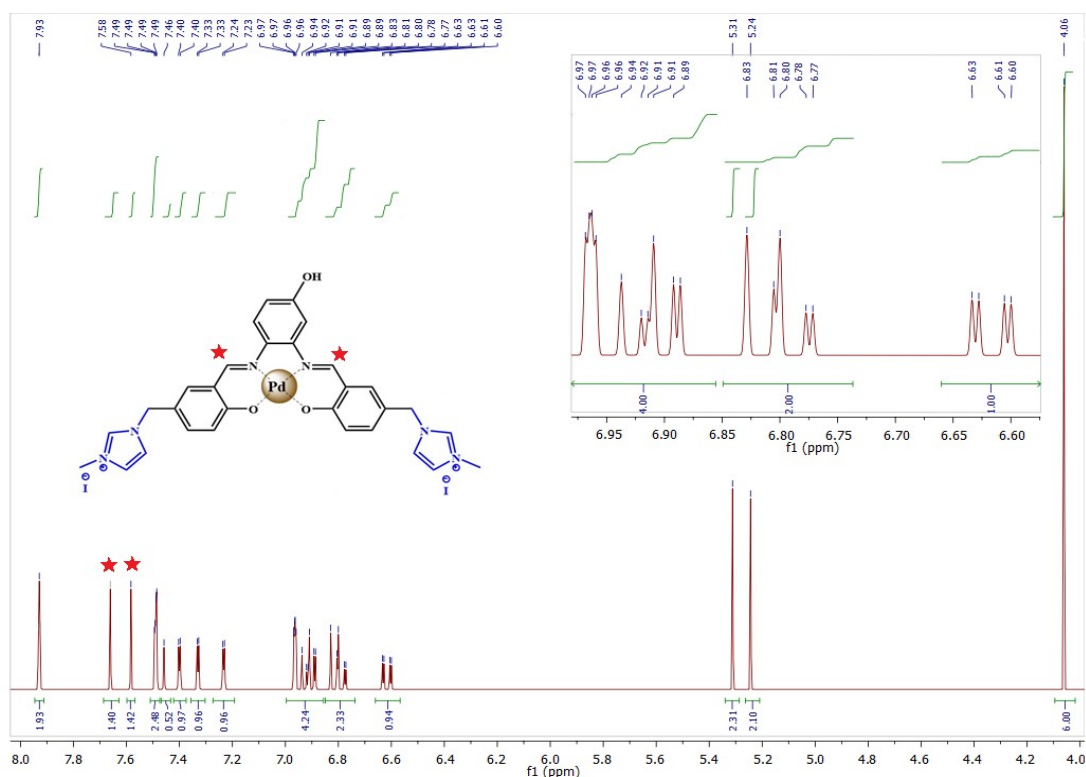 7.93 7.58 7.49 7.49 7.49 7.49 7.46 7.40 7.40 7.33 7.33 7.24 7.23 6.97 6.97 6.96 6.96 6.94 6.92 6.91 6.91 6.89 6.89 6.83 6.81 6.80 6.78 6.77 6.63 6.63 6.61 6.60 5.31 5.24 4.06
6.97 6.97 6.96 6.96 6.94 6.92 6.91 6.91 6.89 6.83 6.81 6.80 6.78 6.77 6.63 6.61 6.60
4.00 2.00 1.00
6.95 6.90 6.85 6.80 6.75 6.70 6.65 6.60
f1 (ppm)
OH
N N
Pd
O O
N N
N⊕ N⊕
⊖ ⊖
I I
1.93 1.40 1.42 2.48 0.52 0.97 0.96 0.96 4.24 2.33 0.94 2.31 2.10 6.00
8.0 7.8 7.6 7.4 7.2 7.0 6.8 6.6 6.4 6.2 6.0 5.8 5.6 5.4 5.2 5.0 4.8 4.6 4.4 4.2 4.0
f1 (ppm)